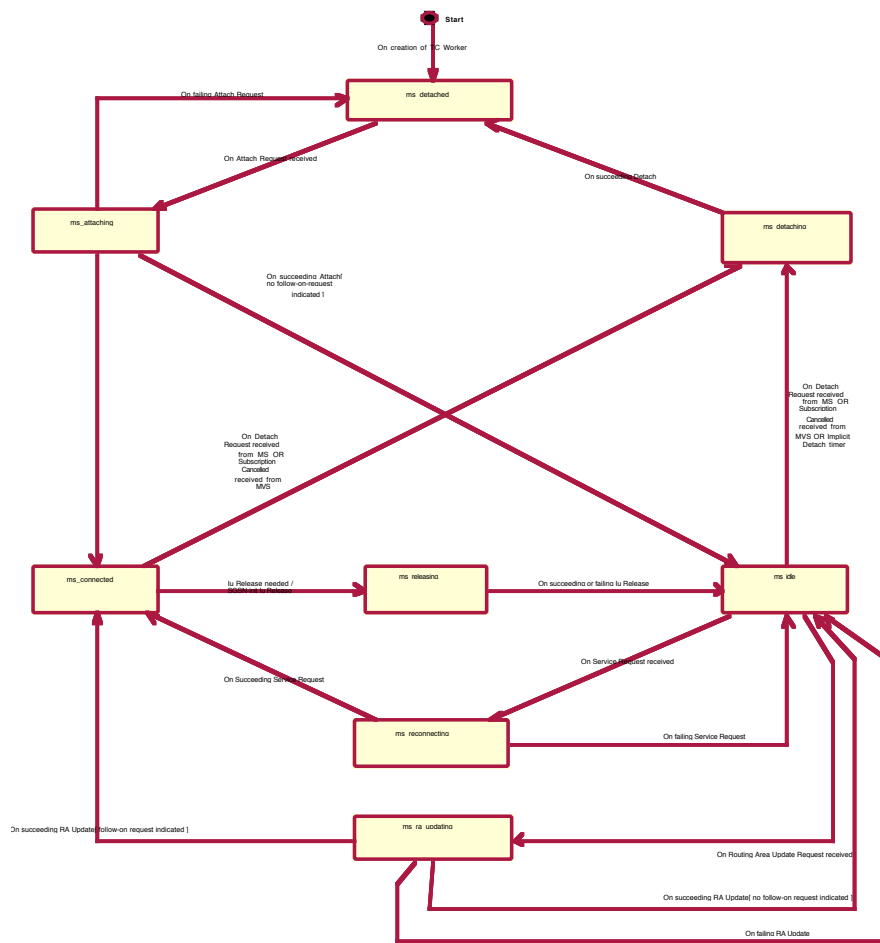 Start
On creation of TC Worker
ms_detached
On failing Attach Request
On Attach Request received
On succeeding Detach
ms_attaching
ms_detaching
On succeeding Attach[
no follow-on-request
indicated ]
On Detach
Request received
from MS OR
Subscription
Cancelled
received from
MVS OR Implicit
Detach timer
On Detach
Request received
from MS OR
Subscription
Cancelled
received from
MVS
ms_connected
Iu Release needed /
SGSN init Iu Release
ms_releasing
On succeeding or failing Iu Release
ms_idle
On Service Request received
On Succeeding Service Request
ms_reconnecting
On failing Service Request
ms_ra_updating
On succeeding RA Update[ follow-on request indicated ]
On Routing Area Update Request received
On succeeding RA Update[ no follow-on request indicated ]
On failing RA Update